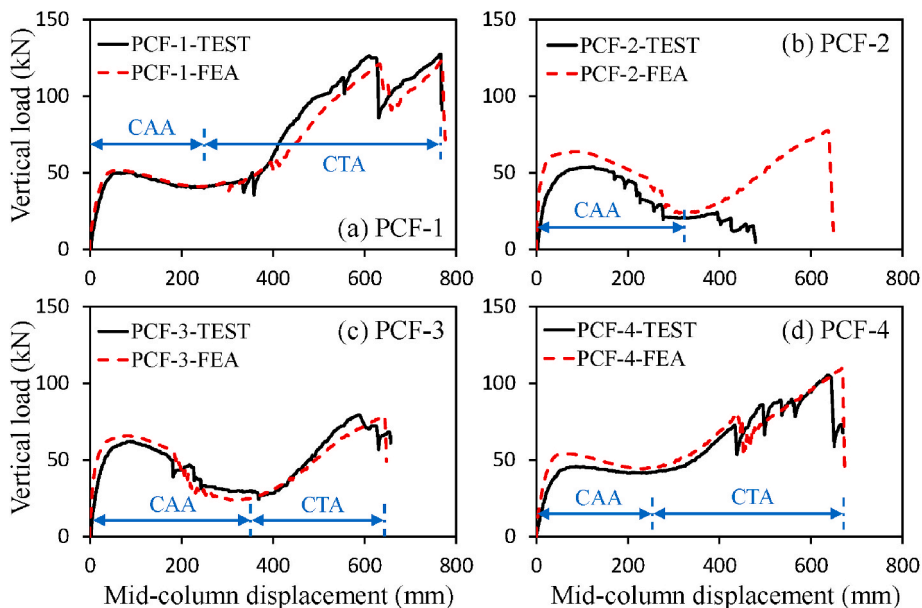 150
100
50
0
Vertical load (kN)
PCF-1-TEST
PCF-1-FEA
CAA
CTA
(a) PCF-1
0 200 400 600 800
150
100
50
0
PCF-2-TEST
PCF-2-FEA
(b) PCF-2
CAA
0 200 400 600 800
150
100
50
0
Vertical load (kN)
PCF-3-TEST
PCF-3-FEA
(c) PCF-3
CAA
CTA
0 200 400 600 800
Mid-column displacement (mm)
150
100
50
0
PCF-4-TEST
PCF-4-FEA
(d) PCF-4
CAA
CTA
0 200 400 600 800
Mid-column displacement (mm)